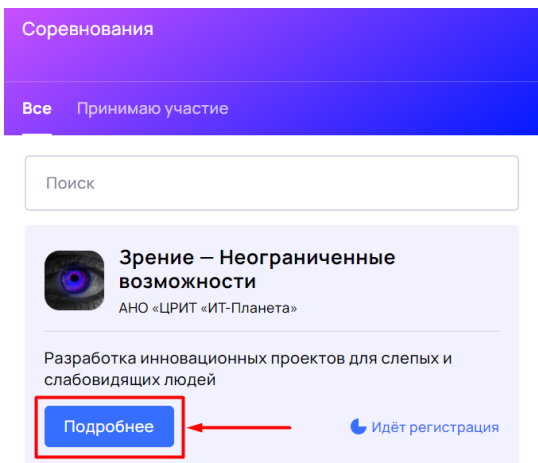 Соревнования
Все Принимаю участие
Поиск
Зрение — Неограниченные
возможности
АНО «ЦРИТ «ИТ-Планета»
Разработка инновационных проектов для слепых и
слабовидящих людей
Подробнее
Идёт регистрация